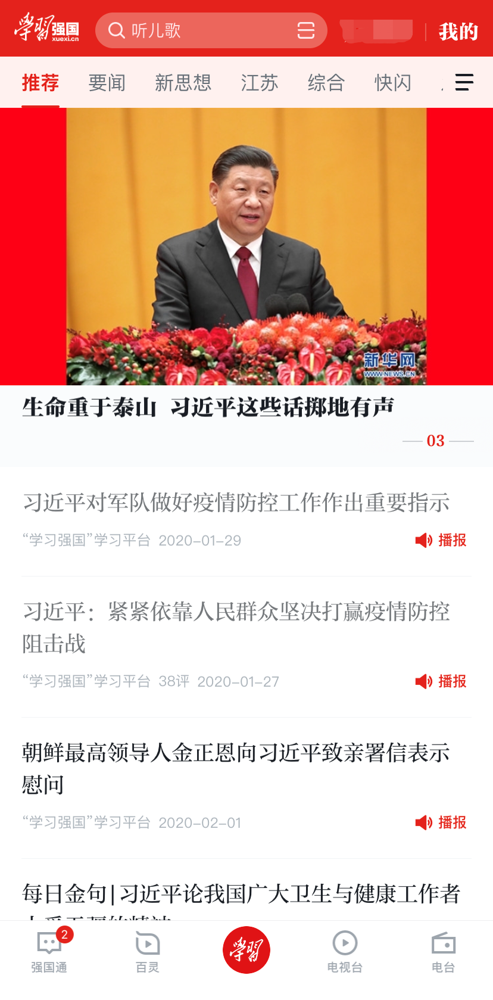 学习强国
xuexi.cn
听儿歌
我的
推荐 要闻 新思想 江苏 综合 快闪
新华网
WWW.NEWS.CN
生命重于泰山 习近平这些话掷地有声
03
习近平对军队做好疫情防控工作作出重要指示
“学习强国”学习平台 2020-01-29 播报
习近平：紧紧依靠人民群众坚决打赢疫情防控
阻击战
“学习强国”学习平台 38评 2020-01-27 播报
朝鲜最高领导人金正恩向习近平致亲署信表示
慰问
“学习强国”学习平台 2020-02-01 播报
每日金句|习近平论我国广大卫生与健康工作者
2
學習
强国通 百灵 电视台 电台